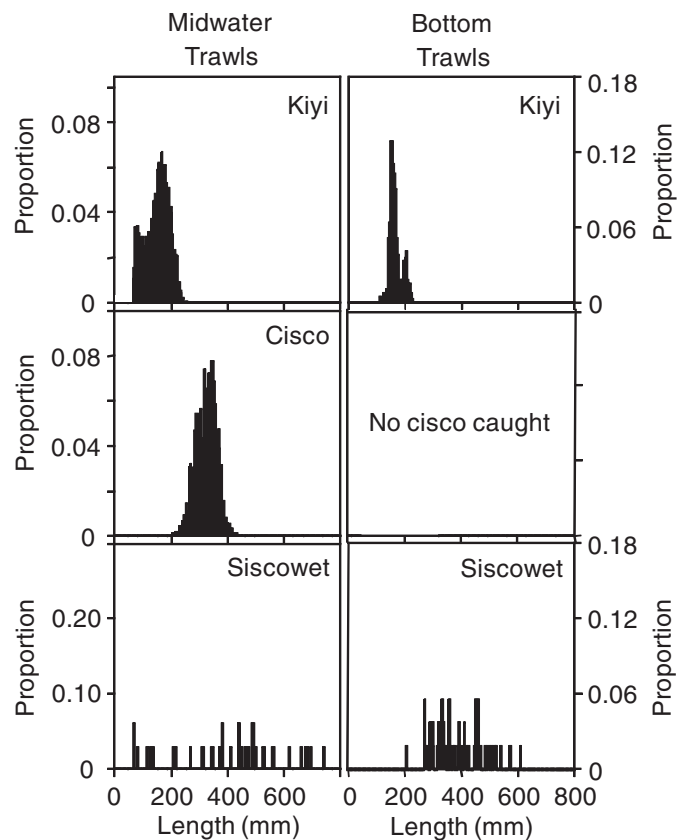 Midwater Trawls
Bottom Trawls
Kiyi
Kiyi
0.18
0.12
0.06
0
Proportion
0.08
0.04
0
Proportion
Cisco
0.08
0.04
0
Proportion
No cisco caught
Siscowet
Siscowet
0.20
0.10
0
Proportion
0.18
0.12
0.06
0
Proportion
0 200 400 600
0 200 400 600 800
Length (mm)
Length (mm)